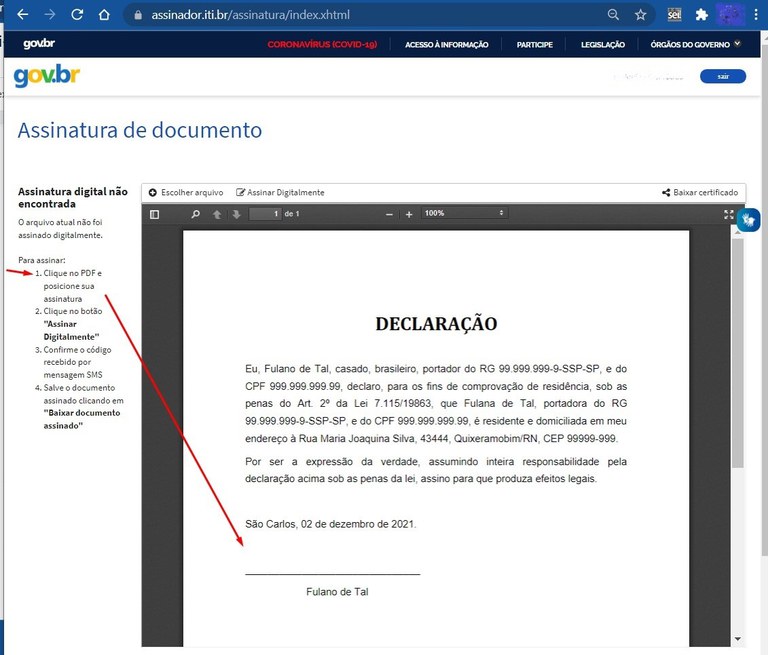 assinador.iti.br/assinatura/index.xhtml
sei!
gov.br
CORONAVÍRUS (COVID-19)
ACESSO À INFORMAÇÃO
PARTICIPE
LEGISLAÇÃO
ÓRGÃOS DO GOVERNO
gov.br
sair
Assinatura de documento
Assinatura digital não
encontrada
O arquivo atual não foi
assinado digitalmente.
Para assinar:
1. Clique no PDF e
posicione sua
assinatura
2. Clique no botão
"Assinar
Digitalmente"
3. Confirme o código
recebido por
mensagem SMS
4. Salve o documento
assinado clicando em
"Baixar documento
assinado"
Escolher arquivo
Assinar Digitalmente
Baixar certificado
1 de 1
100%
DECLARAÇÃO
Eu, Fulano de Tal, casado, brasileiro, portador do RG 99.999.999-9-SSP-SP, e do
CPF 999.999.999.99, declaro, para os fins de comprovação de residência, sob as
penas do Art. 2º da Lei 7.115/19863, que Fulana de Tal, portadora do RG
99.999.999-9-SSP-SP, e do CPF 999.999.999.99, è residente e domiciliada em meu
endereço à Rua Maria Joaquina Silva, 43444, Quixeramobim/RN, CEP 99999-999.
Por ser a expressão da verdade, assumindo inteira responsabilidade pela
declaração acima sob as penas da lei, assino para que produza efeitos legais.
São Carlos, 02 de dezembro de 2021.
Fulano de Tal